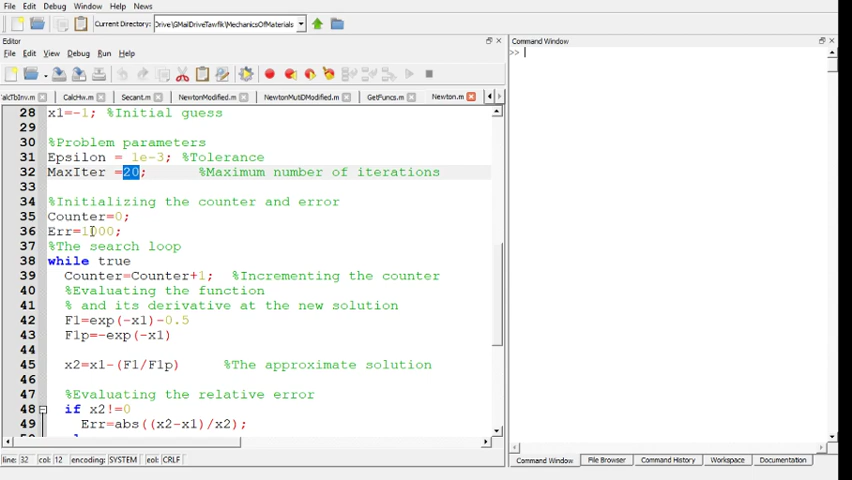 File Edit View Debug Window Help News
Current Directory: Drive\GMailDriveTawfik\MechanicsOfMaterials
Editor
File Edit View Debug Run Help
CalcTbInv.m CalcHw.m Secant.m NewtonModified.m NewtonMutiDModified.m GetFuncs.m Newton.m
28 x1=-1; %Initial guess
29
30 %Problem parameters
31 Epsilon = 1e-3; %Tolerance
32 MaxIter =20; %Maximum number of iterations
33
34 %Initializing the counter and error
35 Counter=0;
36 Err=1000;
37 %The search loop
38 while true
39 Counter=Counter+1; %Incrementing the counter
40 %Evaluating the function
41 % and its derivative at the new solution
42 F1=exp(-x1)-0.5
43 F1p=-exp(-x1)
44
45 x2=x1-(F1/F1p) %The approximate solution
46
47 %Evaluating the relative error
48 if x2!=0
49 Err=abs((x2-x1)/x2);
line: 32 col: 12 encoding: SYSTEM eol: CRLF
Command Window
>>
Command Window File Browser Command History Workspace Documentation